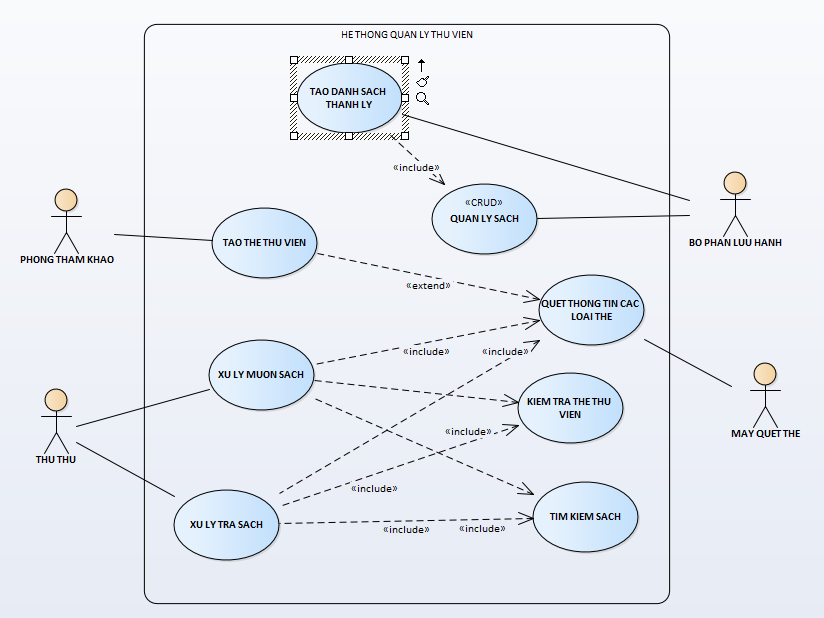 HE THONG QUAN LY THU VIEN
TAO DANH SACH
THANH LY
«include»
«CRUD»
QUAN LY SACH
BO PHAN LUU HANH
PHONG THAM KHAO
TAO THE THU VIEN
«extend»
QUET THONG TIN CAC
LOAI THE
«include»
«include»
XU LY MUON SACH
KIEM TRA THE THU
VIEN
MAY QUET THE
THU THU
«include»
«include»
XU LY TRA SACH
TIM KIEM SACH
«include»
«include»